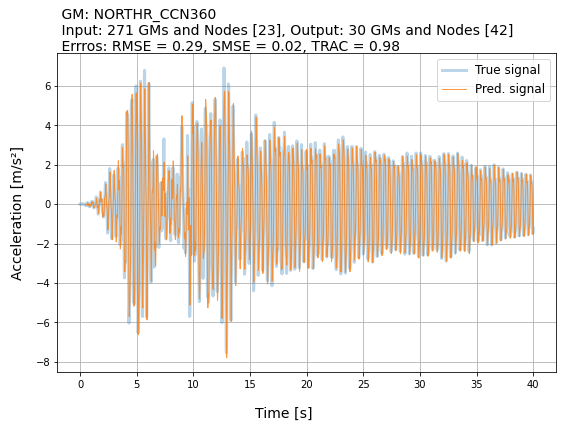 GM: NORTHR_CCN360
Input: 271 GMs and Nodes [23], Output: 30 GMs and Nodes [42]
Errros: RMSE = 0.29, SMSE = 0.02, TRAC = 0.98
True signal
Pred. signal
6
4
2
0
−2
−4
−6
−8
Acceleration [m/s²]
0 5 10 15 20 25 30 35 40
Time [s]